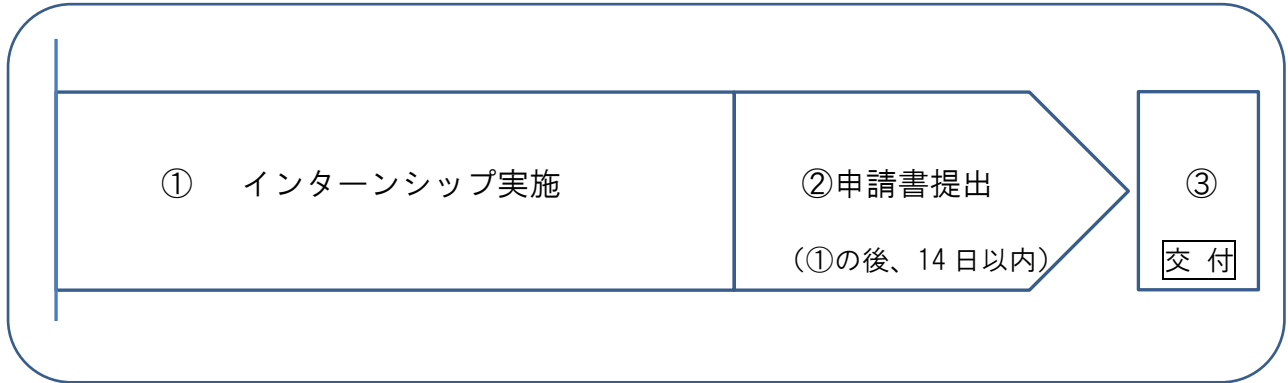 ① インターンシップ実施
②申請書提出
（①の後、14日以内）
③
交 付